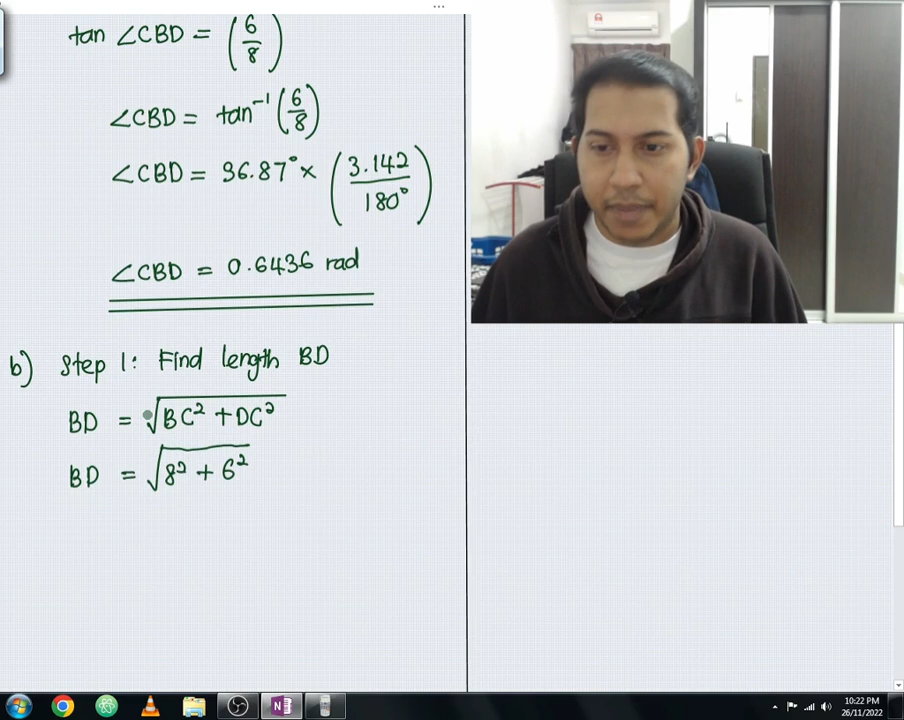 tan ∠CBD = (6/8)
∠CBD = tan⁻¹ (6/8)
∠CBD = 36.87° × (3.142/180°)
∠CBD = 0.6436 rad
b) Step 1: Find length BD
BD = √BC² + DC²
BD = √8² + 6²
10:22 PM
26/11/2022